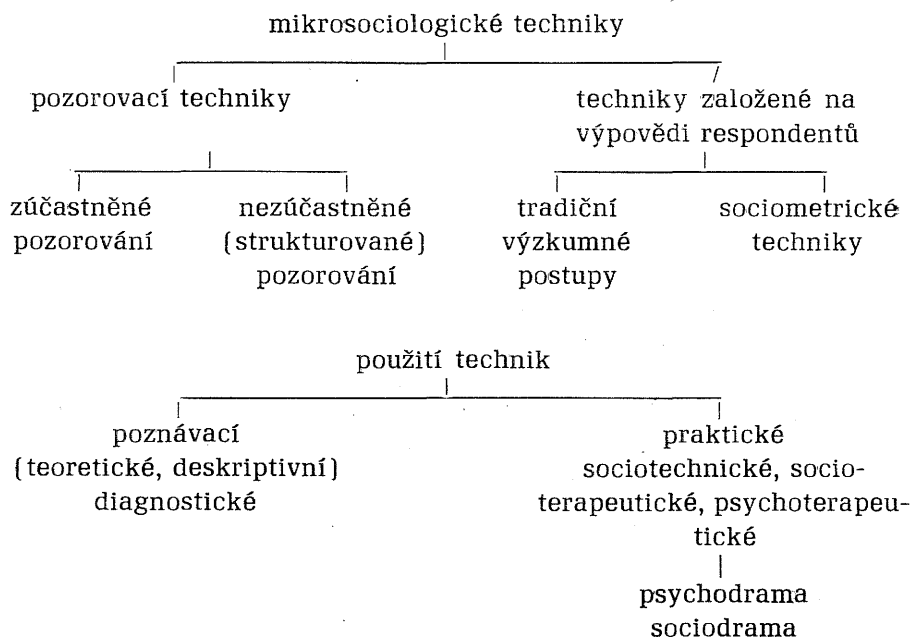 mikrosociologické techniky
pozorovací techniky
techniky založené na
výpovědi respondentů
zúčastněné
pozorování
nezúčastněné
(strukturované)
pozorování
tradiční
výzkumné
postupy
sociometrické
techniky
použití technik
poznávací
(teoretické, deskriptivní)
diagnostické
praktické
sociotechnické, socio-
terapeutické, psychoterapeu-
tické
psychodrama
sociodrama